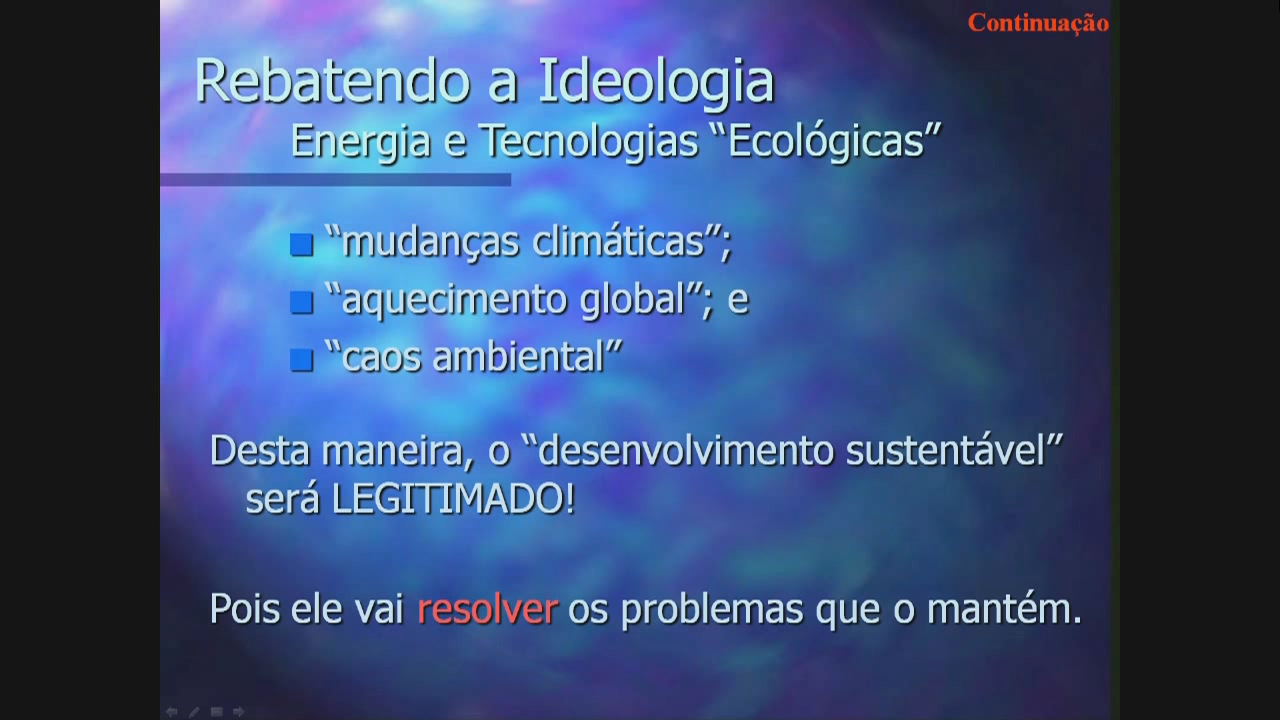 Continuação
Rebatendo a Ideologia
Energia e Tecnologias “Ecológicas”
“mudanças climáticas”;
“aquecimento global”; e
“caos ambiental”
Desta maneira, o “desenvolvimento sustentável”
será LEGITIMADO!
Pois ele vai resolver os problemas que o mantém.